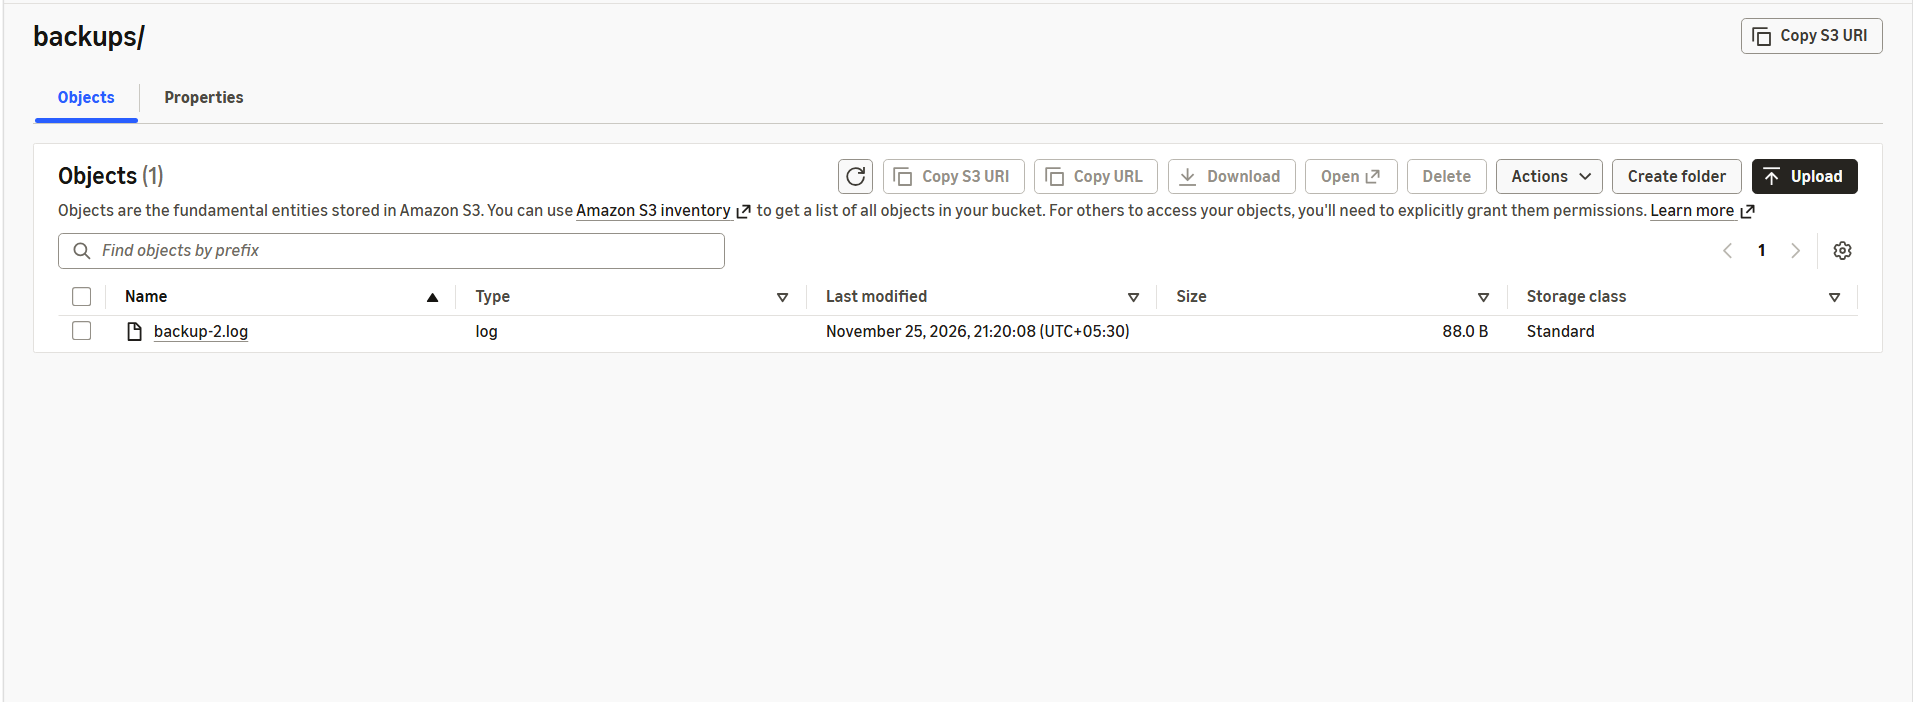 backups/
Copy S3 URI
Objects
Properties
Objects (1)
Copy S3 URI
Copy URL
Download
Open
Delete
Actions
Create folder
Upload
Objects are the fundamental entities stored in Amazon S3. You can use Amazon S3 inventory to get a list of all objects in your bucket. For others to access your objects, you'll need to explicitly grant them permissions. Learn more
Find objects by prefix
1
Name
Type
Last modified
Size
Storage class
backup-2.log
log
November 25, 2026, 21:20:08 (UTC+05:30)
88.0 B
Standard